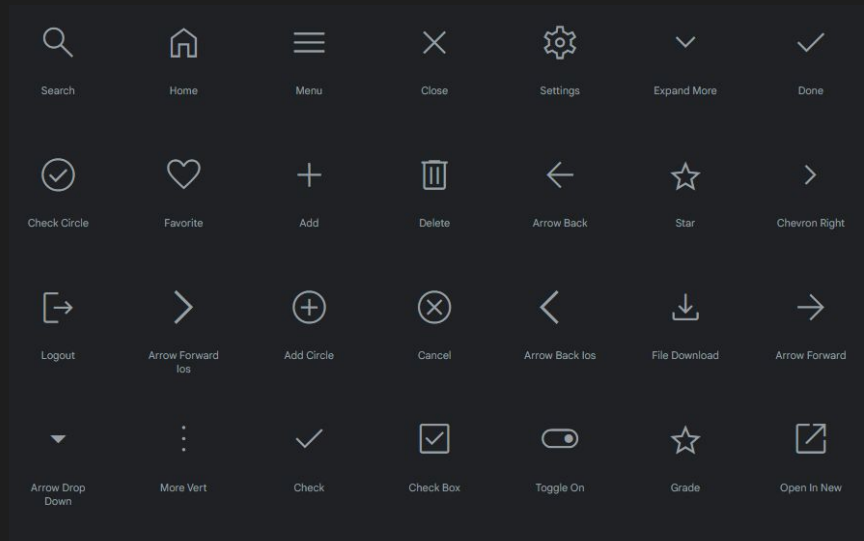 Search
Home
Menu
Close
Settings
Expand More
Done
Check Circle
Favorite
Add
Delete
Arrow Back
Star
Chevron Right
Logout
Arrow Forward
Ios
Add Circle
Cancel
Arrow Back Ios
File Download
Arrow Forward
Arrow Drop
Down
More Vert
Check
Check Box
Toggle On
Grade
Open In New